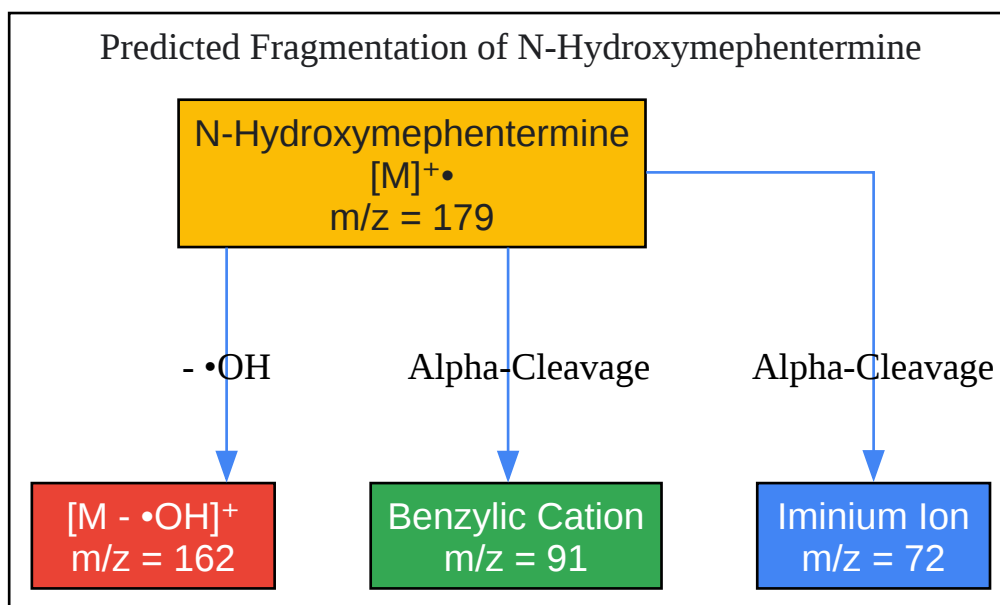 Predicted Fragmentation of N-Hydroxymephentermine
N-Hydroxymephentermine
[M]⁺•
m/z = 179
- •OH
Alpha-Cleavage
Alpha-Cleavage
[M - •OH]⁺
m/z = 162
Benzylic Cation
m/z = 91
Iminium Ion
m/z = 72